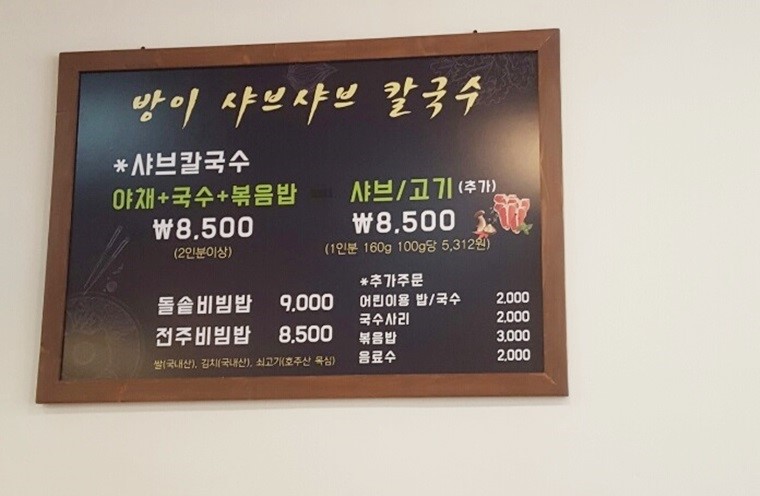 방이 샤브샤브 칼국수
*샤브칼국수
야채+국수+볶음밥
₩8,500
(2인분이상)
샤브/고기 (추가)
₩8,500
(1인분 160g 100g당 5,312원)
돌솥비빔밥 9,000
전주비빔밥 8,500
쌀(국내산), 김치(국내산), 쇠고기(호주산 목심)
*추가주문
어린이용 밥/국수 2,000
국수사리 2,000
볶음밥 3,000
음료수 2,000